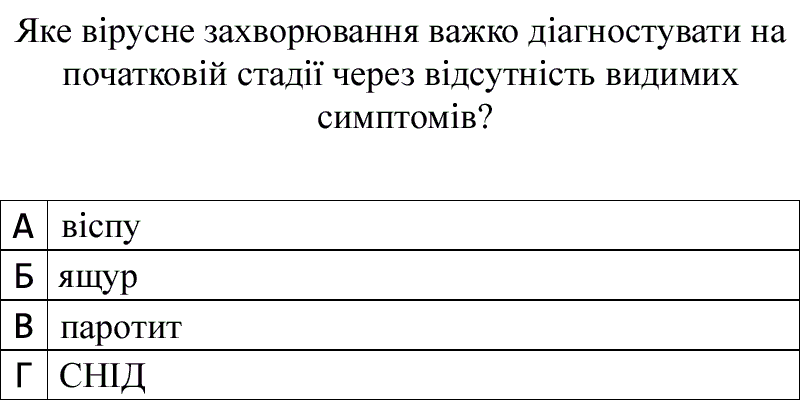 Яке вірусне захворювання важко діагностувати на
початковій стадії через відсутність видимих
симптомів?
А віспу
Б ящур
В паротит
Г СНІД